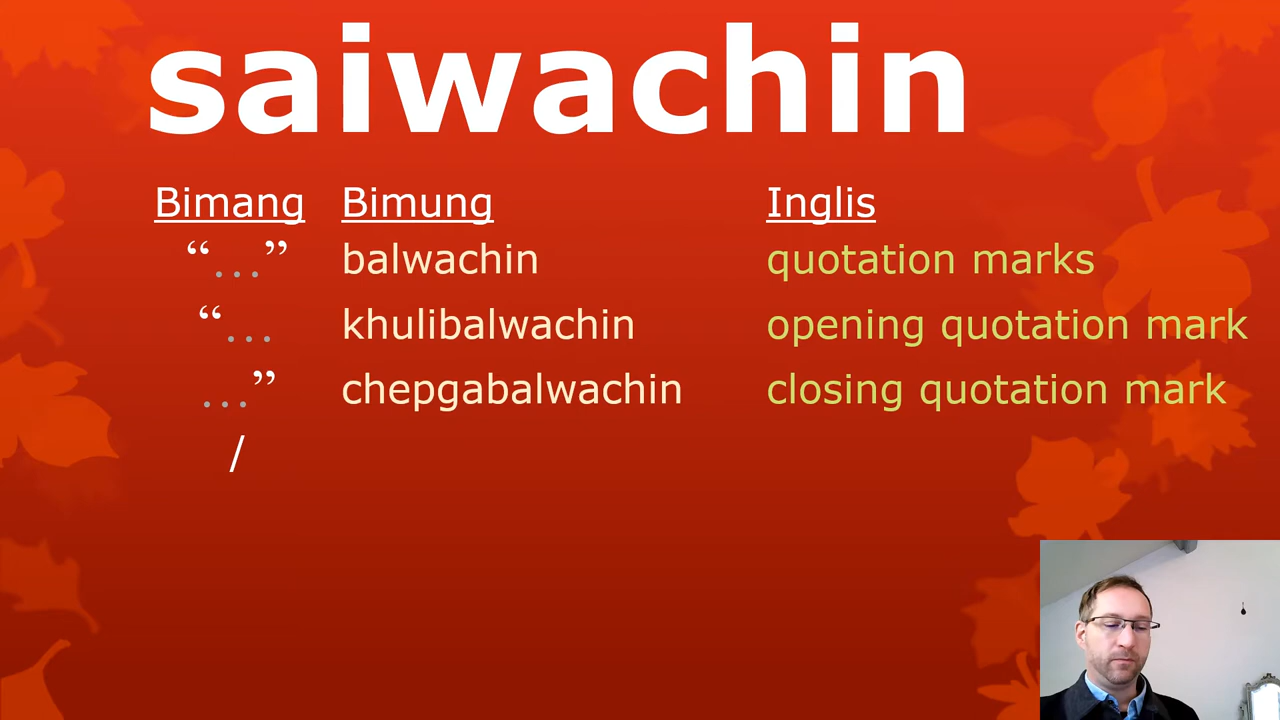 saiwachin
Bimang Bimung Inglis
“...” balwachin quotation marks
“... khulibalwachin opening quotation mark
...” chepgabalwachin closing quotation mark
/